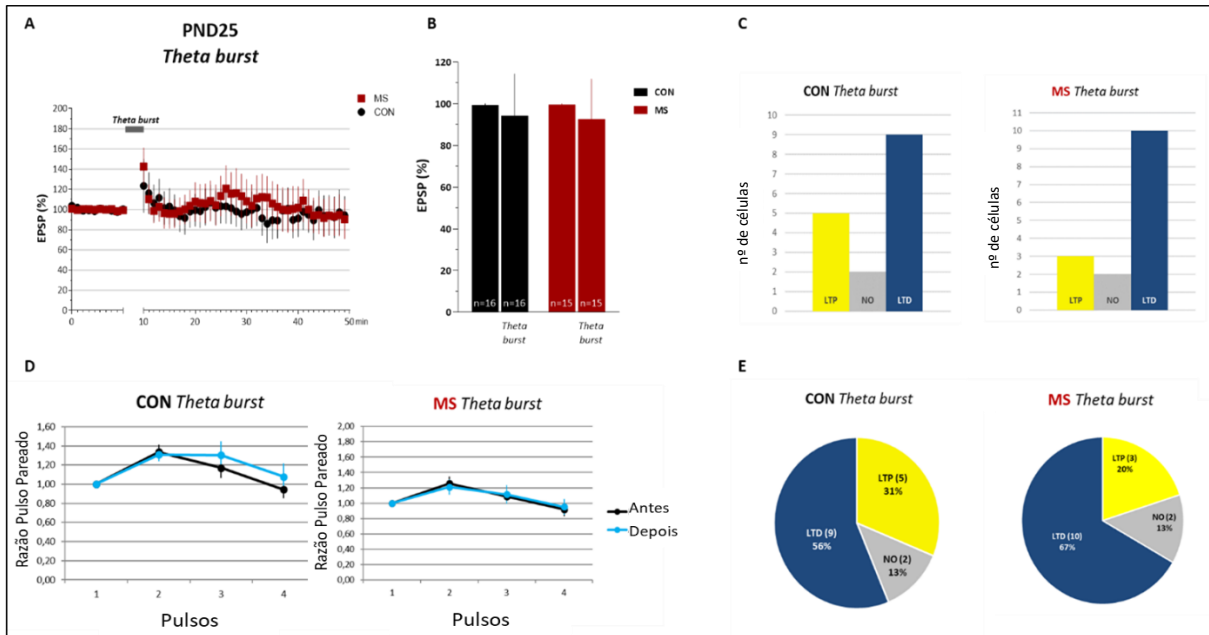 A
PND25
Theta burst
MS
CON
Theta burst
EPSP (%)
200
180
160
140
120
100
80
60
40
20
0
0
10
20
30
40
50 min
B
CON
MS
EPSP (%)
120
100
80
60
40
20
0
n=16
n=16
n=15
n=15
Theta burst
Theta burst
C
CON Theta burst
nº de células
10
9
8
7
6
5
4
3
2
1
0
LTP
NO
LTD
MS Theta burst
nº de células
11
10
9
8
7
6
5
4
3
2
1
0
LTP
NO
LTD
D
CON Theta burst
Razão Pulso Pareado
1,60
1,40
1,20
1,00
0,80
0,60
0,40
0,20
0,00
1
2
3
4
Pulsos
MS Theta burst
Razão Pulso Pareado
2,00
1,80
1,60
1,40
1,20
1,00
0,80
0,60
0,40
0,20
0,00
1
2
3
4
Pulsos
Antes
Depois
E
CON Theta burst
LTP (5)
31%
NO (2)
13%
LTD (9)
56%
MS Theta burst
LTP (3)
20%
NO (2)
13%
LTD (10)
67%